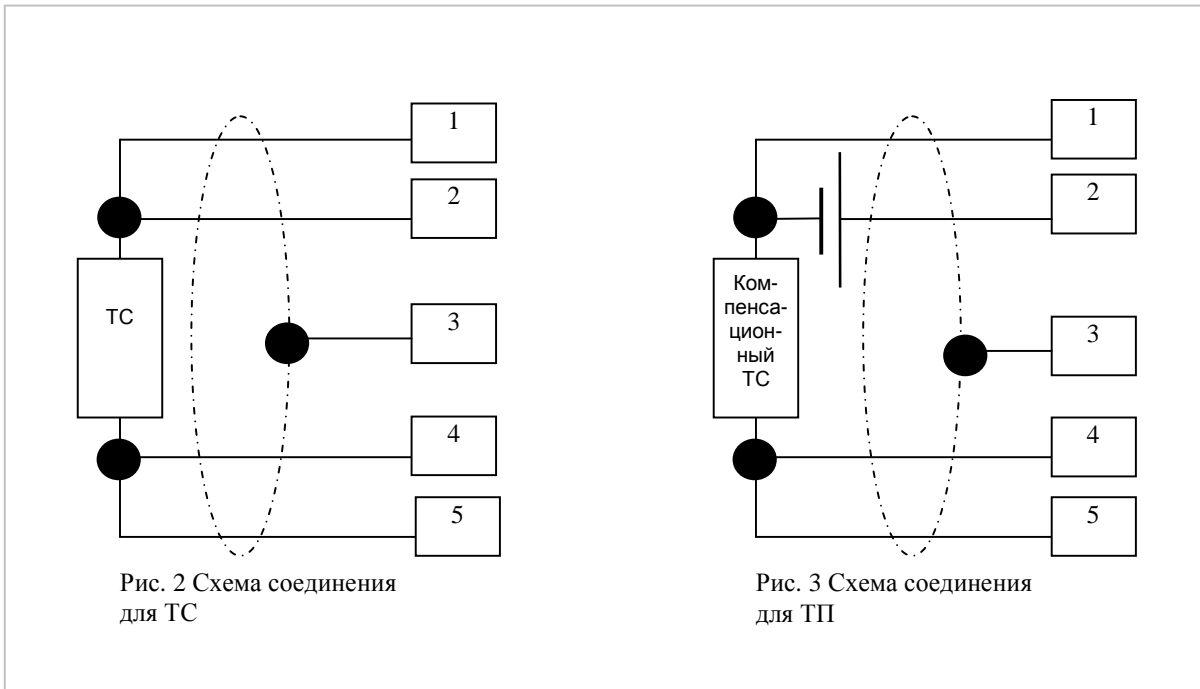 1
2
ТС
3
4
5
Рис. 2 Схема соединения
для ТС
1
2
Ком-
пенса-
цион-
ный
ТС
3
4
5
Рис. 3 Схема соединения
для ТП